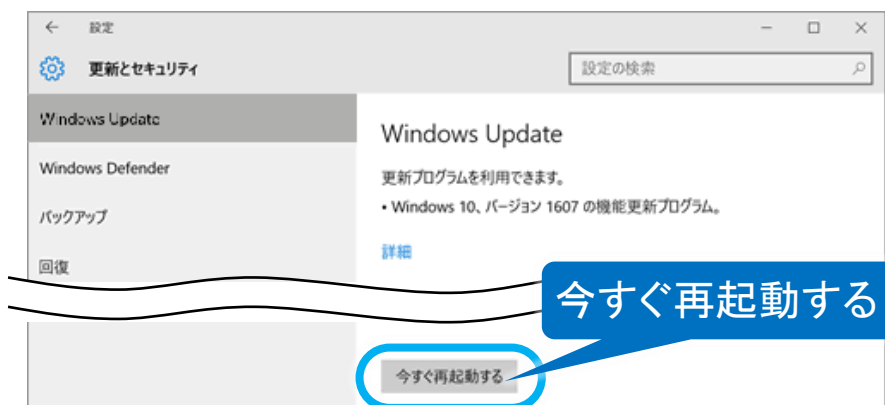 設定
更新とセキュリティ
設定の検索
Windows Update
Windows Defender
バックアップ
回復
Windows Update
更新プログラムを利用できます。
• Windows 10、バージョン 1607 の機能更新プログラム。
詳細
今すぐ再起動する
今すぐ再起動する